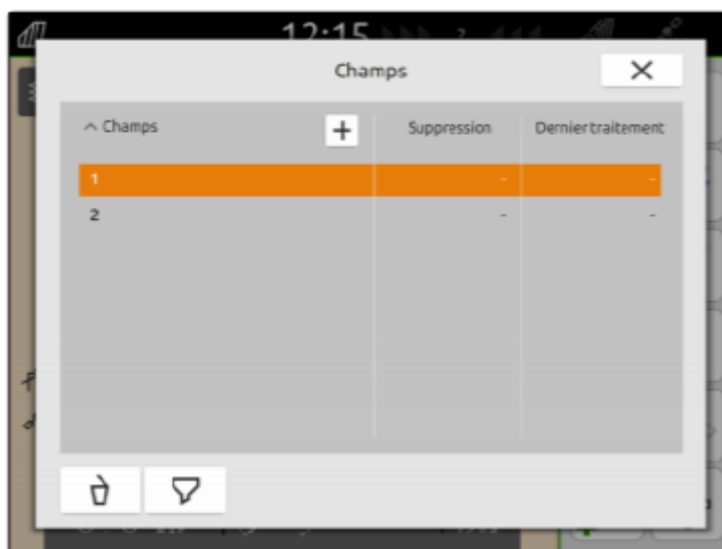 12:15
Champs
Champs Suppression Dernier traitement
1 - -
2 - -